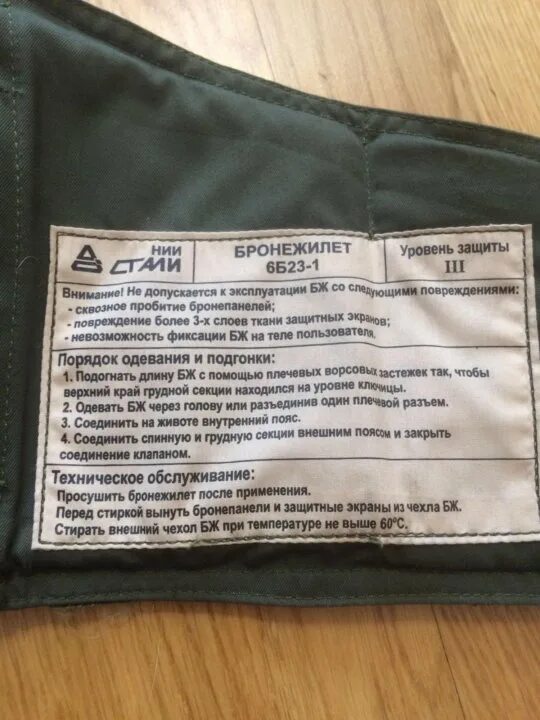 НИИ СТАЛИ
БРОНЕЖИЛЕТ
6Б23-1
Уровень защиты
III
Внимание! Не допускается к эксплуатации БЖ со следующими повреждениями:
- сквозное пробитие бронепанелей;
- повреждение более 3-х слоев ткани защитных экранов;
- невозможность фиксации БЖ на теле пользователя.
Порядок одевания и подгонки:
1. Подогнать длину БЖ с помощью плечевых ворсовых застежек так, чтобы
верхний край грудной секции находился на уровне ключицы.
2. Одевать БЖ через голову или разъединив один плечевой разъем.
3. Соединить на животе внутренний пояс.
4. Соединить спинную и грудную секции внешним поясом и закрыть
соединение клапаном.
Техническое обслуживание:
Просушить бронежилет после применения.
Перед стиркой вынуть бронепанели и защитные экраны из чехла БЖ.
Стирать внешний чехол БЖ при температуре не выше 60ºС.